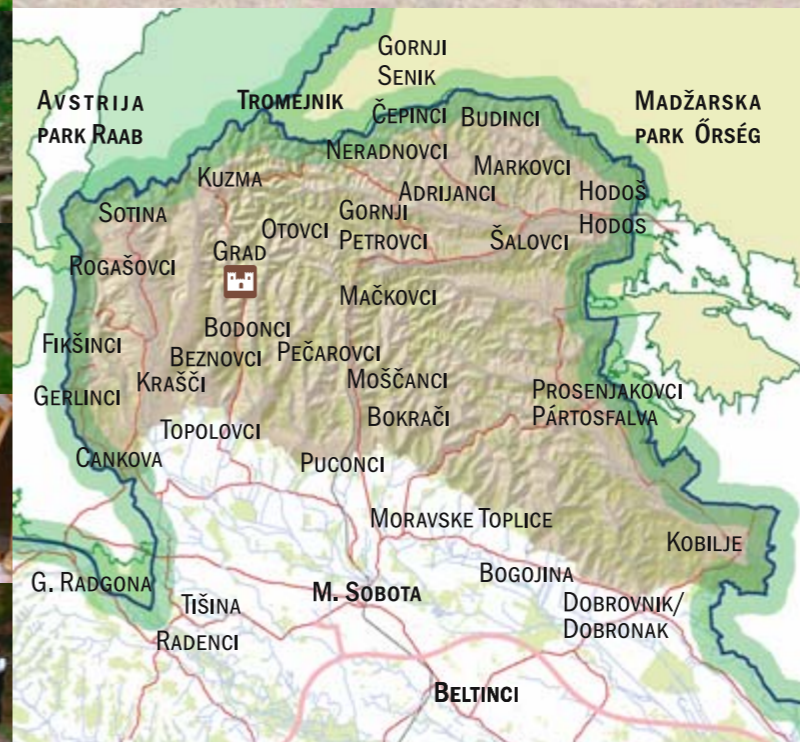 GORNJI
SENIK
AVSTRIJA
PARK RAAB
TROMEJNIK
MADŽARSKA
PARK ŐRSÉG
ČEPINCI
BUDINCI
NERADNOVCI
MARKOVCI
KUZMA
ADRIJANCI
HODOŠ
HODOS
SOTINA
GORNJI
PETROVCI
OTOVCI
ŠALOVCI
GRAD
ROGAŠOVCI
MAČKOVCI
BODONCI
FIKŠINCI
BEZNOVCI
PEČAROVCI
KRAŠČI
MOŠČANCI
GERLINCI
PROSENJAKOVCI
PÁRTOSFALVA
BOKRAČI
TOPOLOVCI
CANKOVA
PUCONCI
MORAVSKE TOPLICE
KOBILJE
G. RADGONA
BOGOJINA
TIŠINA
M. SOBOTA
DOBROVNIK/
DOBRONAK
RADENCI
BELTINCI